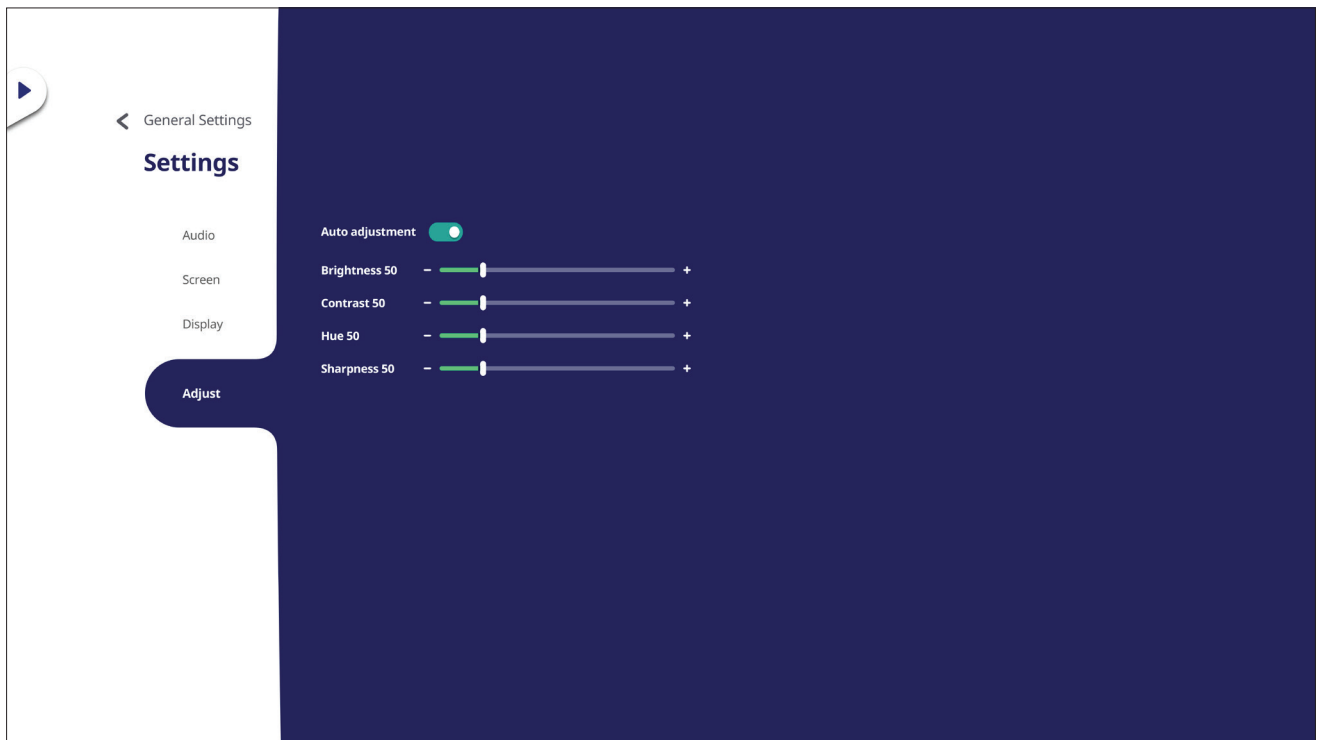 General Settings
Settings
Audio
Screen
Display
Adjust
Auto adjustment
Brightness 50 - +
Contrast 50 - +
Hue 50 - +
Sharpness 50 - +